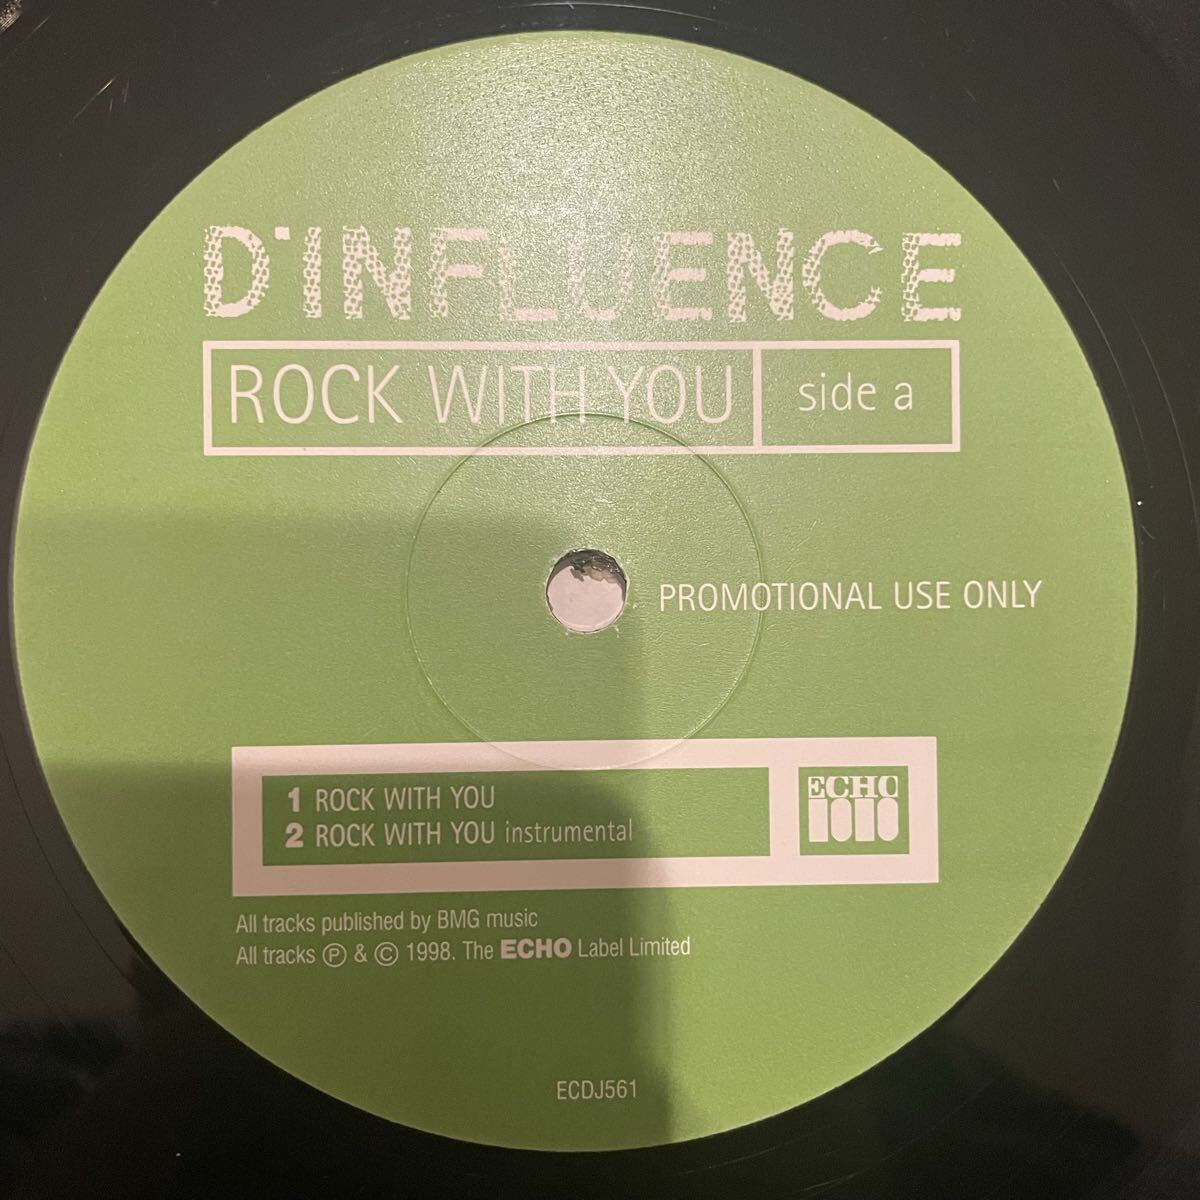 D'INFLUENCE
ROCK WITH YOU side a
PROMOTIONAL USE ONLY
1 ROCK WITH YOU
2 ROCK WITH YOU instrumental
ECHO
All tracks published by BMG music
All tracks Ⓟ & © 1998. The ECHO Label Limited
ECDJ561